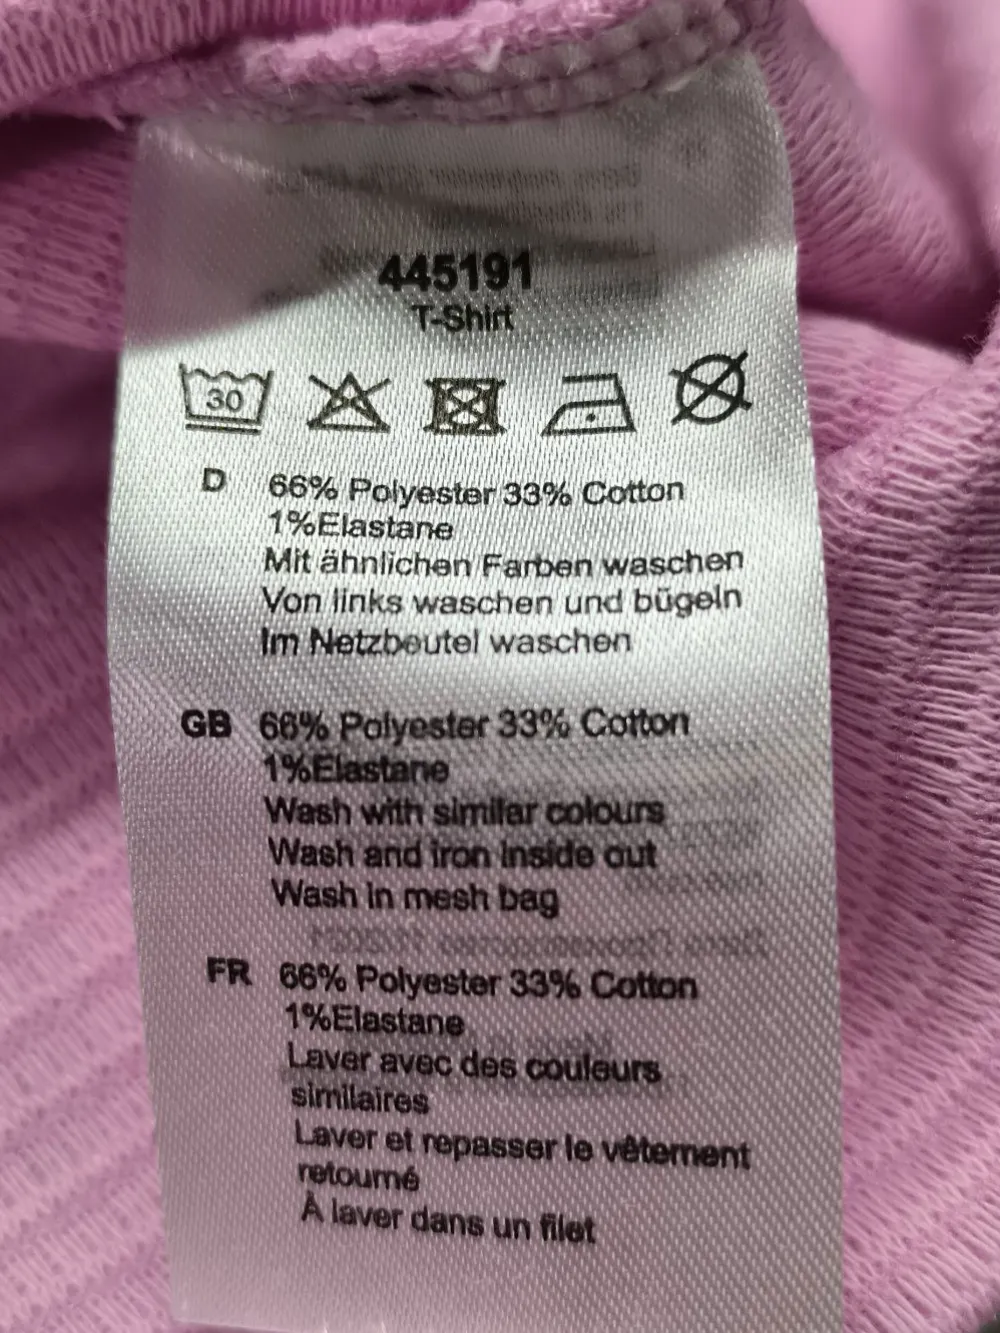 445191
T-Shirt
30
D 66% Polyester 33% Cotton
1%Elastane
Mit ähnlichen Farben waschen
Von links waschen und bügeln
Im Netzbeutel waschen
GB 66% Polyester 33% Cotton
1%Elastane
Wash with similar colours
Wash and iron inside out
Wash in mesh bag
FR 66% Polyester 33% Cotton
1%Elastane
Laver avec des couleurs
similaires
Laver et repasser le vêtement
retourné
À laver dans un filet